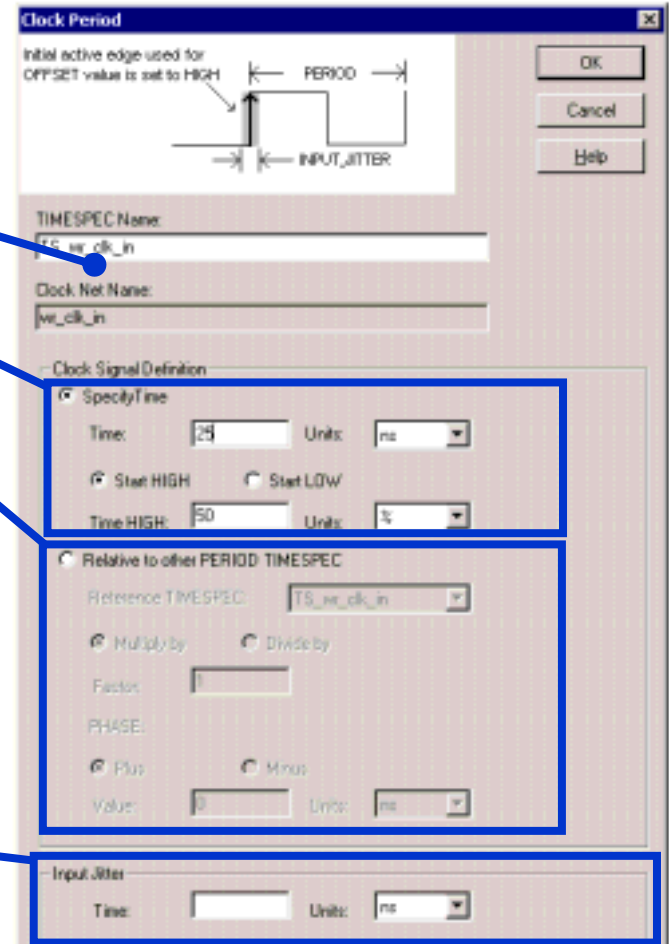 Clock Period
Initial active edge used for
OFFSET value is set to HIGH
PERIOD
INPUT_JITTER
OK
Cancel
Help
TIMESPEC Name:
TS_wr_clk_in
Clock Net Name:
wr_clk_in
Clock Signal Definition
Specify Time
Time: 25 Units: ns
Start HIGH Start LOW
Time HIGH: 50 Units: %
Relative to other PERIOD TIMESPEC
Reference TIMESPEC: TS_wr_clk_in
Multiply by Divide by
Factor: 1
PHASE:
Plus Minus
Value: 0 Units: ns
Input Jitter
Time: Units: ns